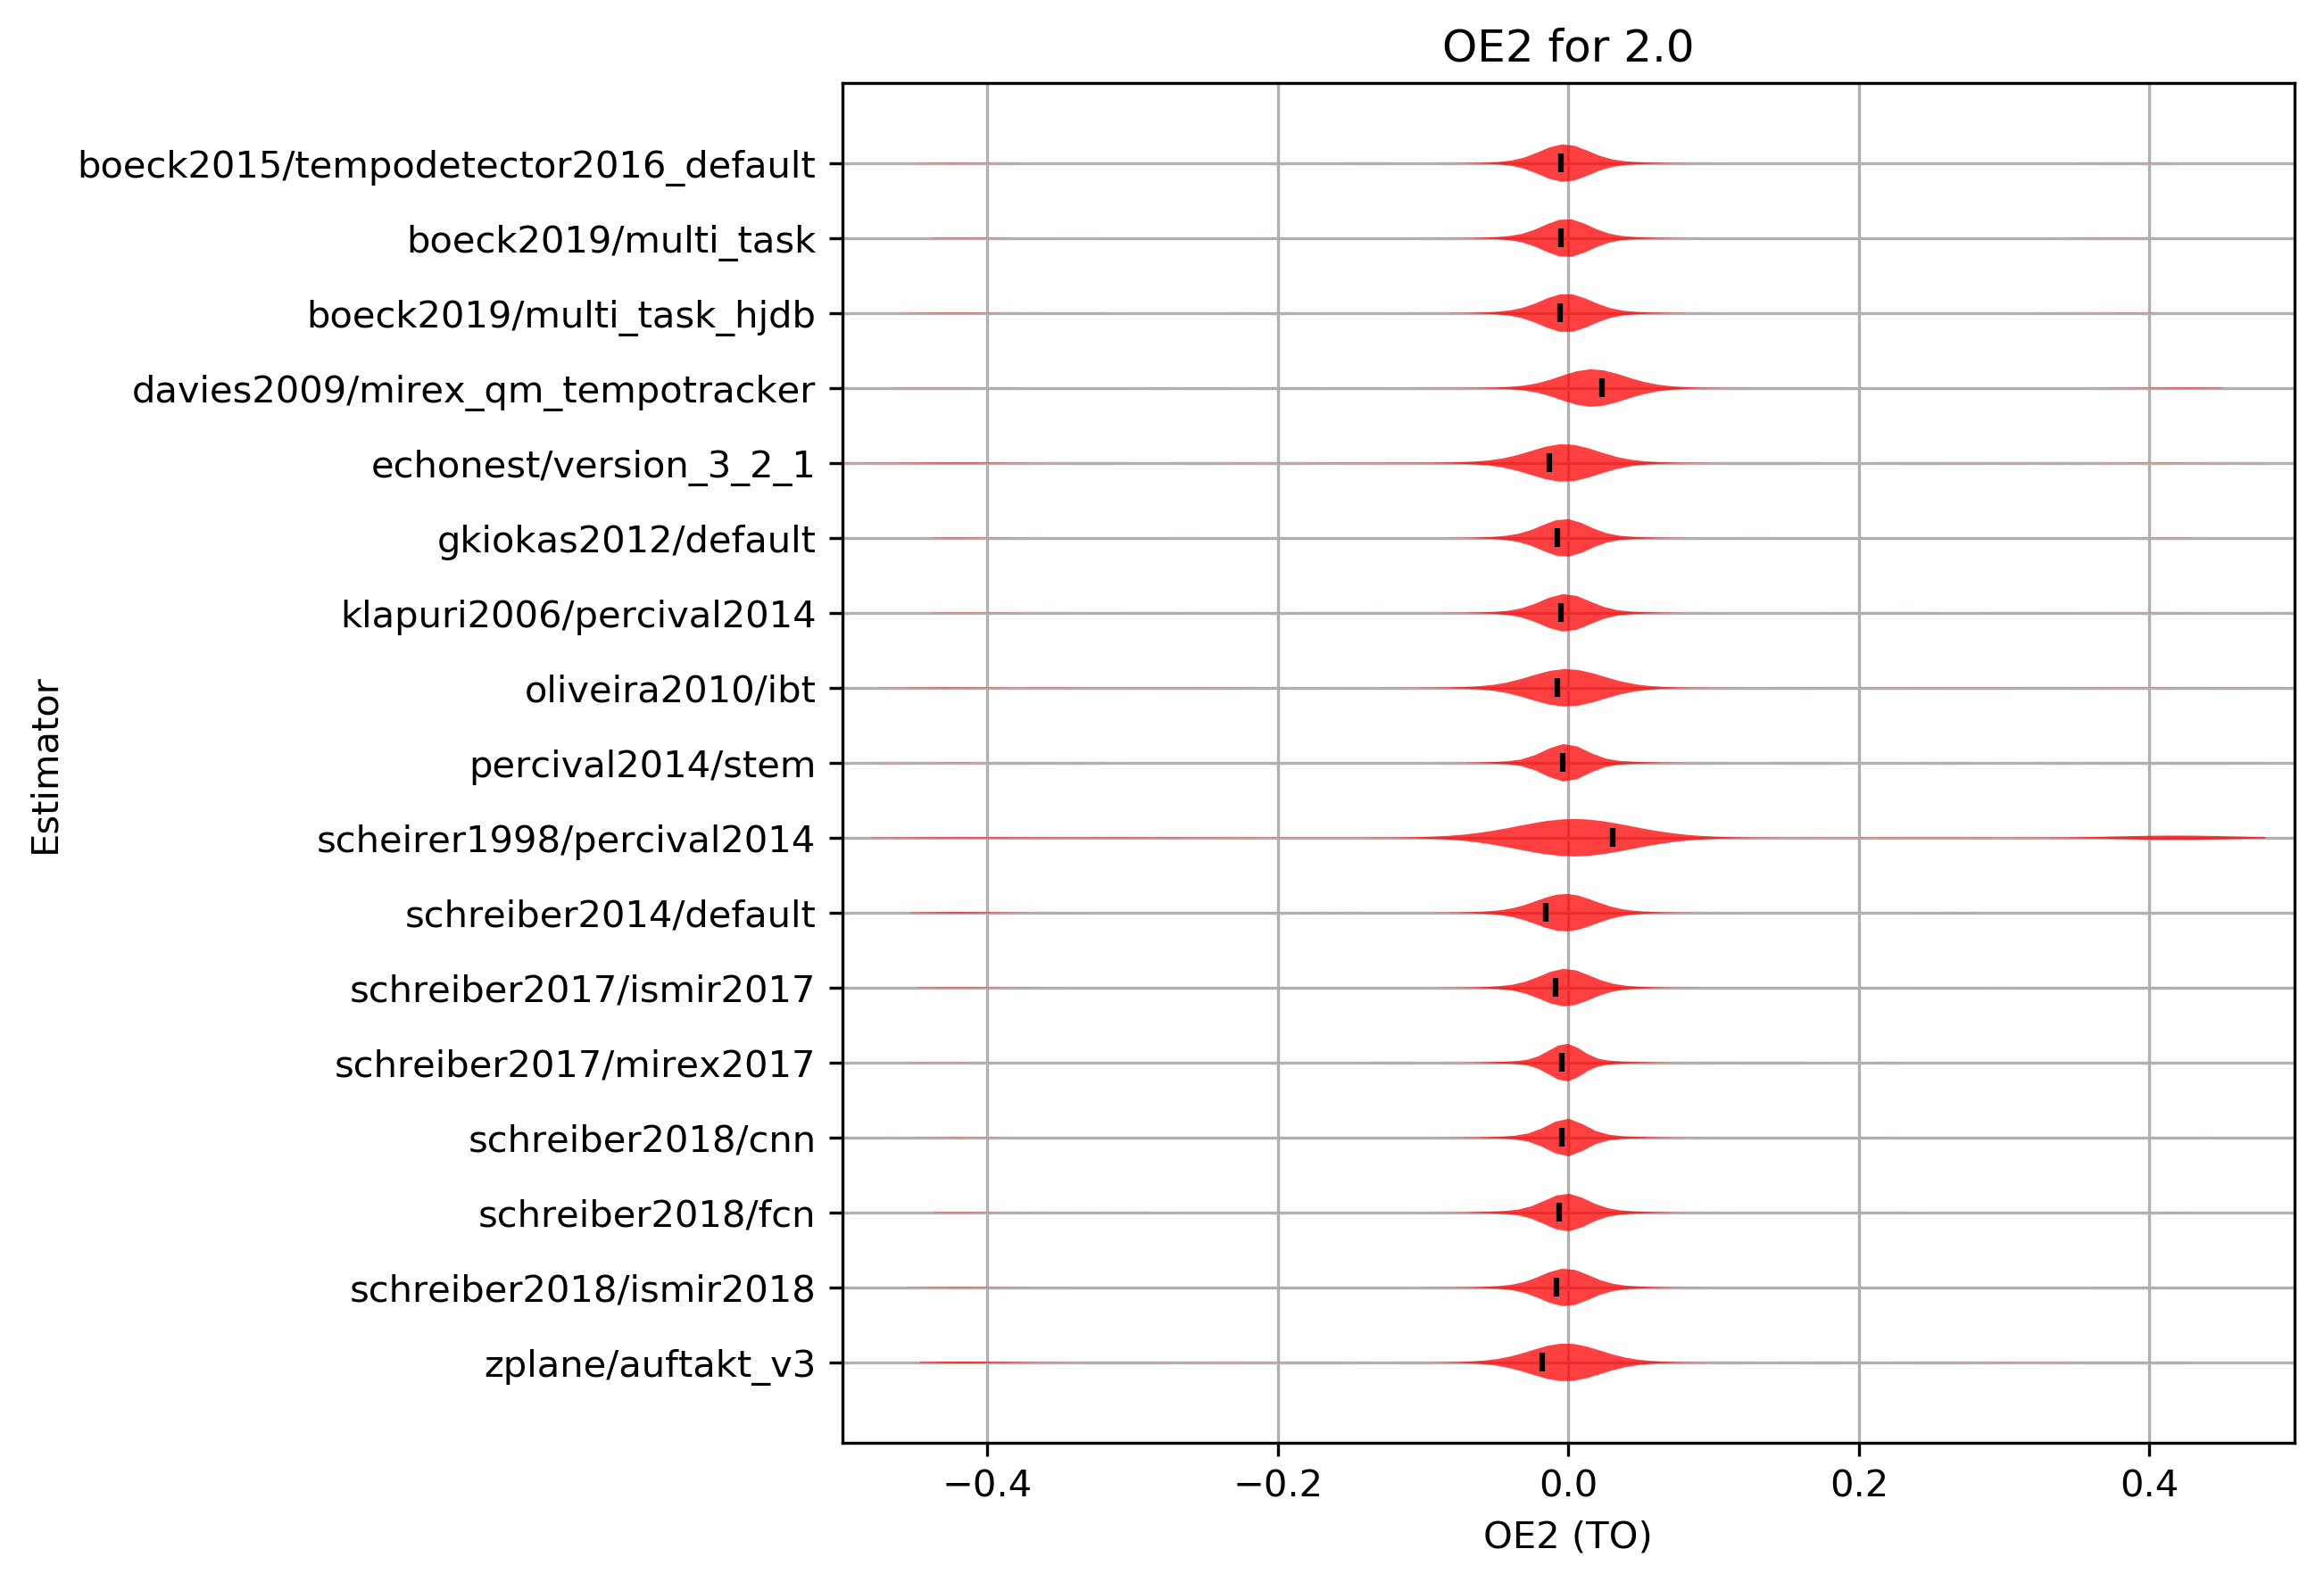 OE2 for 2.0
boeck2015/tempodetector2016_default
boeck2019/multi_task
boeck2019/multi_task_hjdb
davies2009/mirex_qm_tempotracker
echonest/version_3_2_1
gkiokas2012/default
klapuri2006/percival2014
oliveira2010/ibt
percival2014/stem
scheirer1998/percival2014
schreiber2014/default
schreiber2017/ismir2017
schreiber2017/mirex2017
schreiber2018/cnn
schreiber2018/fcn
schreiber2018/ismir2018
zplane/auftakt_v3
Estimator
−0.4 −0.2 0.0 0.2 0.4
OE2 (TO)